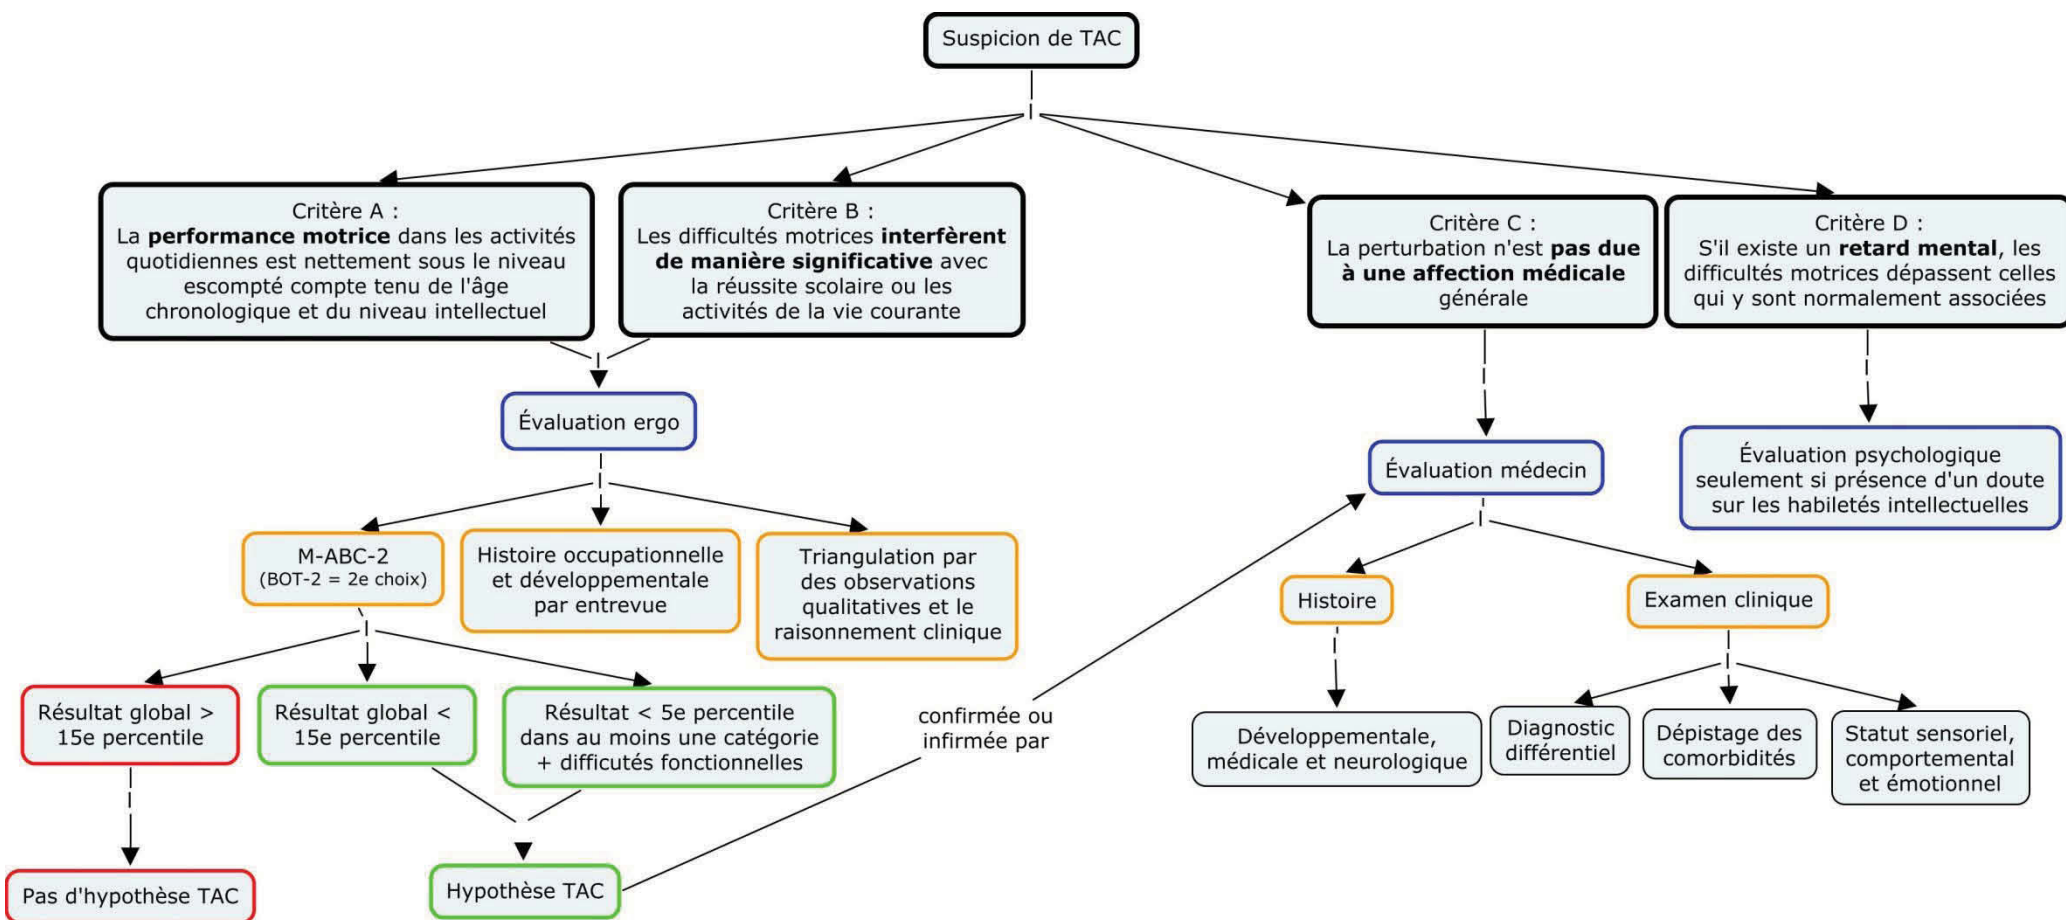 Suspicion de TAC
Critère A :
La performance motrice dans les activités
quotidiennes est nettement sous le niveau
escompté compte tenu de l'âge
chronologique et du niveau intellectuel
Critère B :
Les difficultés motrices interfèrent
de manière significative avec
la réussite scolaire ou les
activités de la vie courante
Critère C :
La perturbation n'est pas due
à une affection médicale
générale
Critère D :
S'il existe un retard mental, les
difficultés motrices dépassent celles
qui y sont normalement associées
Évaluation ergo
Évaluation médecin
Évaluation psychologique
seulement si présence d'un doute
sur les habiletés intellectuelles
M-ABC-2
(BOT-2 = 2e choix)
Histoire occupationnelle
et développementale
par entrevue
Triangulation par
des observations
qualitatives et le
raisonnement clinique
Histoire
Examen clinique
Résultat global >
15e percentile
Résultat global <
15e percentile
Résultat < 5e percentile
dans au moins une catégorie
+ difficutés fonctionnelles
confirmée ou
infirmée par
Développementale,
médicale et neurologique
Diagnostic
différentiel
Dépistage des
comorbidités
Statut sensoriel,
comportemental
et émotionnel
Pas d'hypothèse TAC
Hypothèse TAC